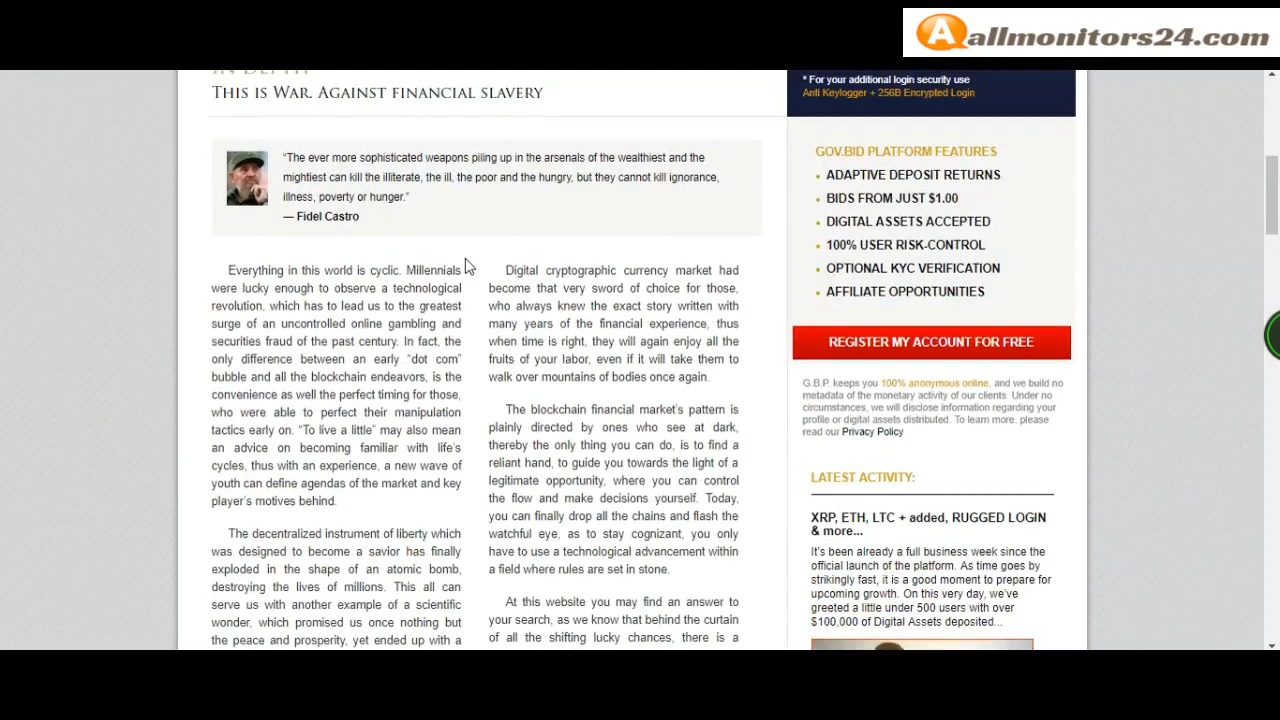 Aallmonitors24.com
IN DEPTH
THIS IS WAR. AGAINST FINANCIAL SLAVERY
“The ever more sophisticated weapons piling up in the arsenals of the wealthiest and the
mightiest can kill the illiterate, the ill, the poor and the hungry, but they cannot kill ignorance,
illness, poverty or hunger.”
— Fidel Castro
Everything in this world is cyclic. Millennials
were lucky enough to observe a technological
revolution, which has to lead us to the greatest
surge of an uncontrolled online gambling and
securities fraud of the past century. In fact, the
only difference between an early “dot com”
bubble and all the blockchain endeavors, is the
convenience as well the perfect timing for those,
who were able to perfect their manipulation
tactics early on. “To live a little” may also mean
an advice on becoming familiar with life’s
cycles, thus with an experience, a new wave of
youth can define agendas of the market and key
player’s motives behind.
The decentralized instrument of liberty which
was designed to become a savior has finally
exploded in the shape of an atomic bomb,
destroying the lives of millions. This all can
serve us with another example of a scientific
wonder, which promised us once nothing but
the peace and prosperity, yet ended up with a
Digital cryptographic currency market had
become that very sword of choice for those,
who always knew the exact story written with
many years of the financial experience, thus
when time is right, they will again enjoy all the
fruits of your labor, even if it will take them to
walk over mountains of bodies once again.
The blockchain financial market’s pattern is
plainly directed by ones who see at dark,
thereby the only thing you can do, is to find a
reliant hand, to guide you towards the light of a
legitimate opportunity, where you can control
the flow and make decisions yourself. Today,
you can finally drop all the chains and flash the
watchful eye, as to stay cognizant, you only
have to use a technological advancement within
a field where rules are set in stone.
At this website you may find an answer to
your search, as we know that behind the curtain
of all the shifting lucky chances, there is a
* For your additional login security use
Anti Keylogger + 256B Encrypted Login
GOV.BID PLATFORM FEATURES
ADAPTIVE DEPOSIT RETURNS
BIDS FROM JUST $1.00
DIGITAL ASSETS ACCEPTED
100% USER RISK-CONTROL
OPTIONAL KYC VERIFICATION
AFFILIATE OPPORTUNITIES
REGISTER MY ACCOUNT FOR FREE
G.B.P. keeps you 100% anonymous online, and we build no
metadata of the monetary activity of our clients. Under no
circumstances, we will disclose information regarding your
profile or digital assets distributed. To learn more. please
read our Privacy Policy
LATEST ACTIVITY:
XRP, ETH, LTC + added, RUGGED LOGIN
& more...
It’s been already a full business week since the
official launch of the platform. As time goes by
strikingly fast, it is a good moment to prepare for
upcoming growth. On this very day, we’ve
greeted a little under 500 users with over
$100,000 of Digital Assets deposited...